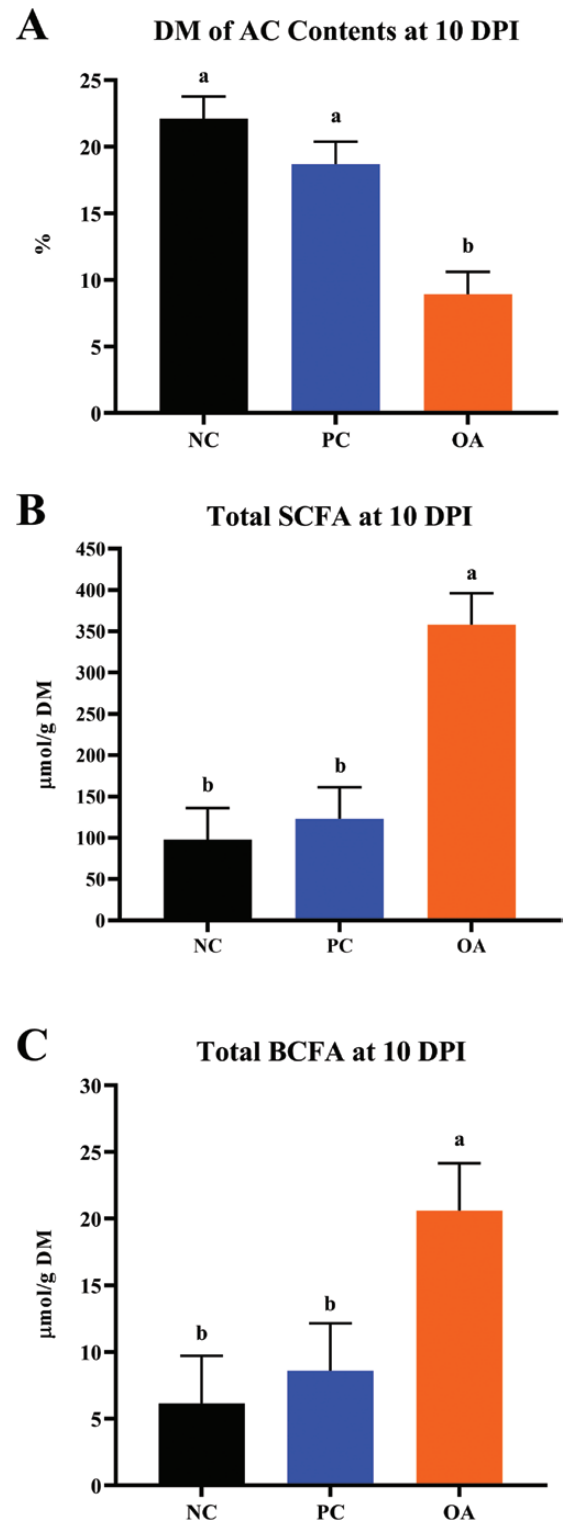 A
DM of AC Contents at 10 DPI
25
20
15
10
5
0
%
a
a
b
NC PC OA
B
Total SCFA at 10 DPI
450
400
350
300
250
200
150
100
50
0
μmol/g DM
b
b
a
NC PC OA
C
Total BCFA at 10 DPI
30
25
20
15
10
5
0
μmol/g DM
b
b
a
NC PC OA